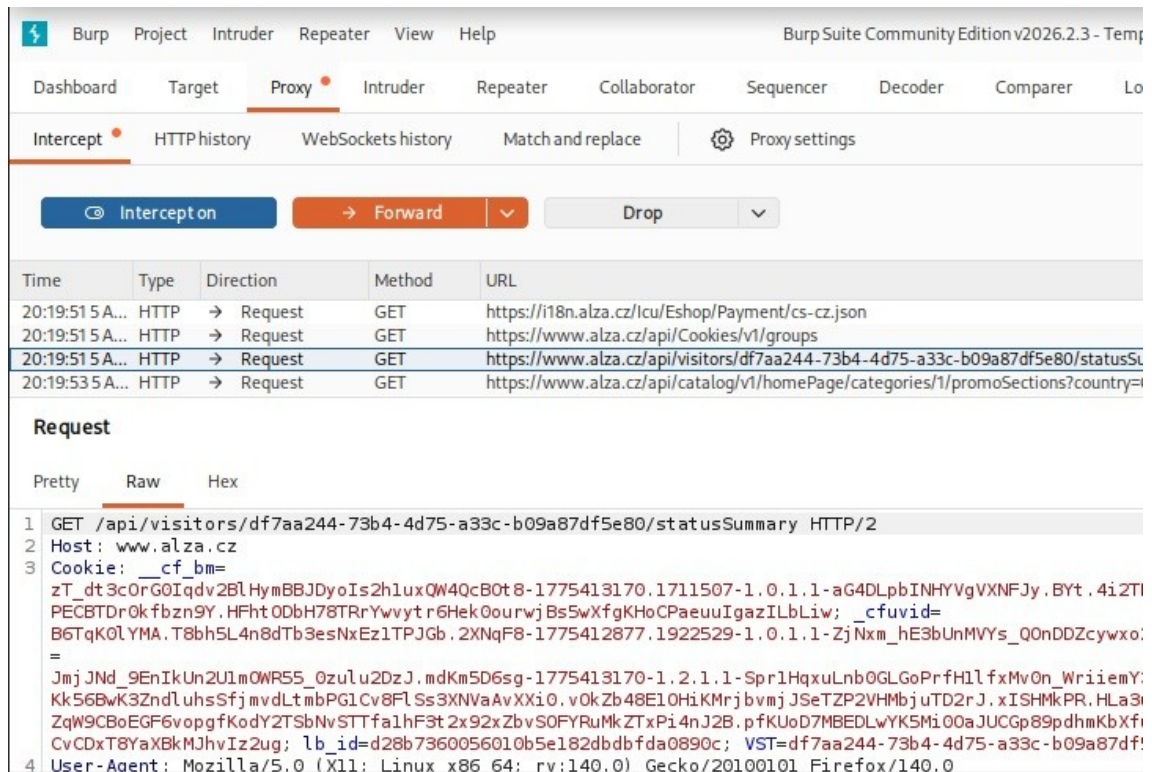 Burp Project Intruder Repeater View Help Burp Suite Community Edition v2026.2.3 - Temp
Dashboard Target Proxy Intruder Repeater Collaborator Sequencer Decoder Comparer Lo
Intercept HTTP history WebSockets history Match and replace Proxy settings
Intercept on → Forward Drop
Time Type Direction Method URL
20:19:51 5 A... HTTP → Request GET https://i18n.alza.cz/Icu/Eshop/Payment/cs-cz.json
20:19:51 5 A... HTTP → Request GET https://www.alza.cz/api/Cookies/v1/groups
20:19:51 5 A... HTTP → Request GET https://www.alza.cz/api/visitors/df7aa244-73b4-4d75-a33c-b09a87df5e80/statusSu
20:19:53 5 A... HTTP → Request GET https://www.alza.cz/api/catalog/v1/homePage/categories/1/promoSections?country=
Request
Pretty Raw Hex
1 GET /api/visitors/df7aa244-73b4-4d75-a33c-b09a87df5e80/statusSummary HTTP/2
2 Host: www.alza.cz
3 Cookie: __cf_bm=
zT_dt3cOrG0Iqdv2BlHymBBJDyoIs2h1uxQW4QcBOt8-1775413170.1711507-1.0.1.1-aG4DLpbINHYVgVXNFJy.BYt.4i2T
PECBTDr0kfbzn9Y.HFhtODbH78TRrYwvytr6Hek0ourwjBs5wXfgKHoCPaeuuIgazILbLiw; _cfuvid=
B6TqK0lYMA.T8bh5L4n8dTb3esNxEz1TPJGb.2XNqF8-1775412877.1922529-1.0.1.1-ZjNxm_hE3bUnMVYs_QOnDDZcywxo
=
JmjJNd_9EnIkUn2U1mOWR55_0zulu2DzJ.mdKm5D6sg-1775413170-1.2.1.1-Spr1HqxuLnb0GLGoPrfH1lfxMv0n_WriiemY
Kk56BwK3ZndluhsSfjmvdLtmbPG1Cv8FlSs3XNVaAvXXi0.vOkZb48E1OHiKMrjbvmjJSeTZP2VHMbjuTD2rJ.xISHMkPR.HLa3
ZqW9CBoEGF6vopgfKodY2TSbNvSTTfa1hF3t2x92xZbvSOFYRuMkZTxPi4nJ2B.pfKUoD7MBEDLwYK5Mi0OaJUCGp89pdhmKbXf
CvCDxT8YaXBkMJhvIz2ug; lb_id=d28b7360056010b5e182dbdbfda0890c; VST=df7aa244-73b4-4d75-a33c-b09a87df
4 User-Agent: Mozilla/5.0 (X11; Linux x86_64; rv:140.0) Gecko/20100101 Firefox/140.0